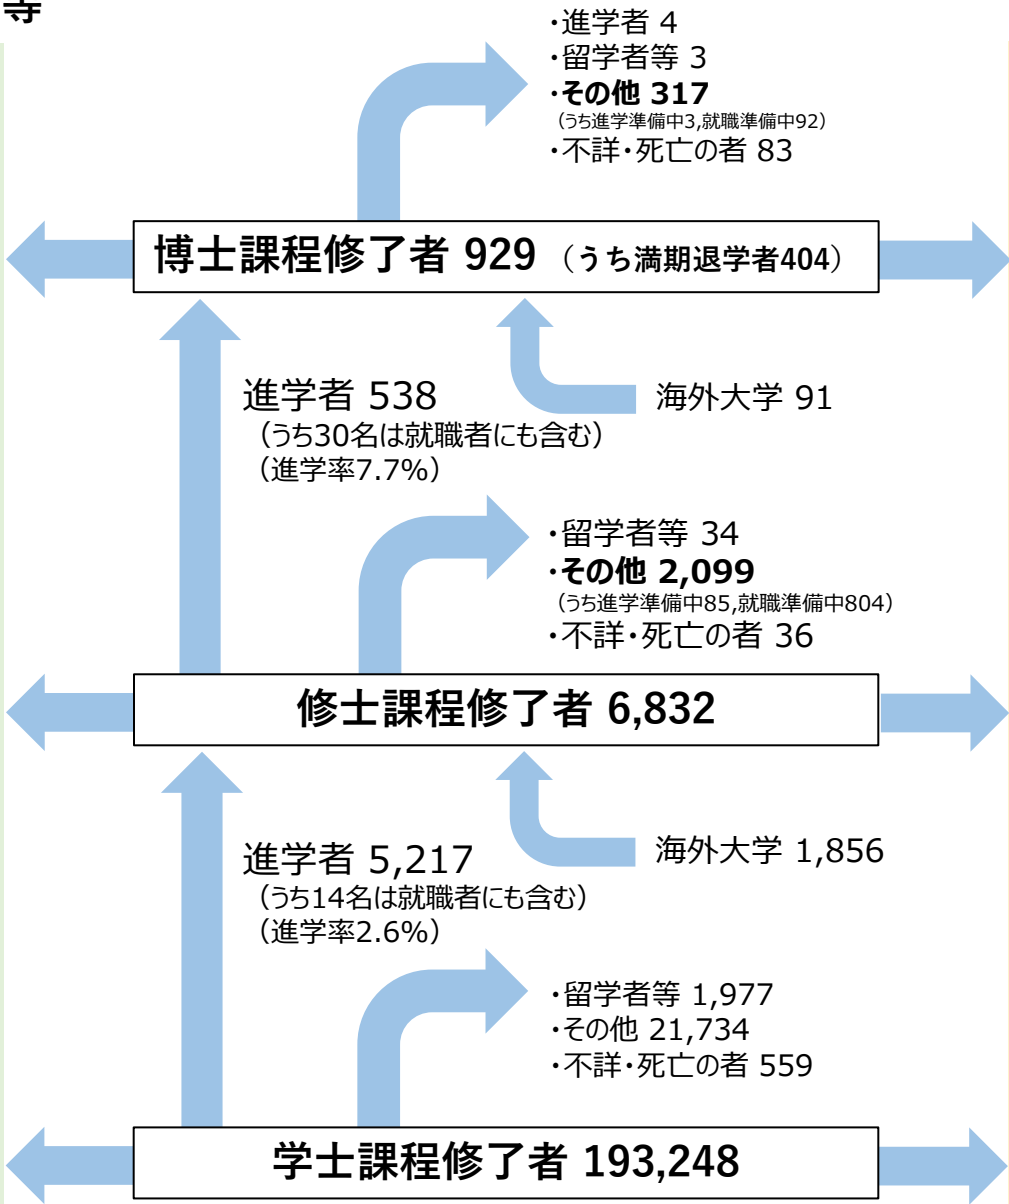 等
・進学者 4
・留学者等 3
・その他 317
（うち進学準備中3,就職準備中92）
・不詳・死亡の者 83
博士課程修了者 929 （うち満期退学者404）
進学者 538
（うち30名は就職者にも含む）
（進学率7.7%）
海外大学 91
・留学者等 34
・その他 2,099
（うち進学準備中85,就職準備中804）
・不詳・死亡の者 36
修士課程修了者 6,832
進学者 5,217
（うち14名は就職者にも含む）
（進学率2.6%）
海外大学 1,856
・留学者等 1,977
・その他 21,734
・不詳・死亡の者 559
学士課程修了者 193,248